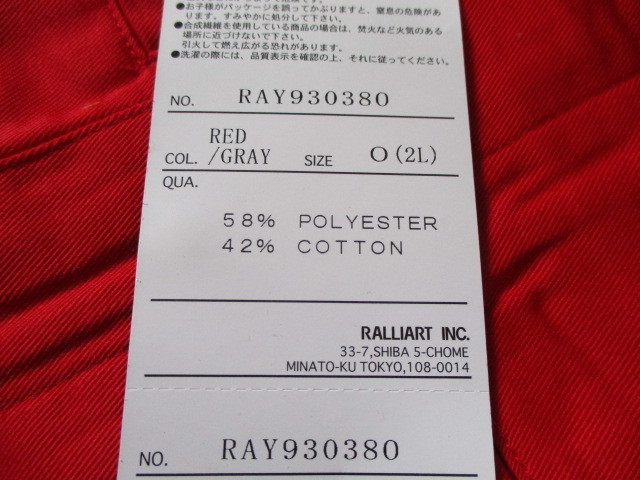 ●お子様がパッケージを誤ってかぶりますと、窒息の危険があ
ります。すみやかに処分して下さい。
●合成繊維を使用している商品の場合は、焚火など火気のある
場所に近づけないで下さい。
引火して燃え広がる恐れがあります。
●洗濯の際には、品質表示を確認の上、それに従ってください。
NO. RAY930380
RED
COL. /GRAY SIZE O(2L)
QUA.
58% POLYESTER
42% COTTON
RALLIART INC.
33-7,SHIBA 5-CHOME
MINATO-KU TOKYO,108-0014
NO. RAY930380